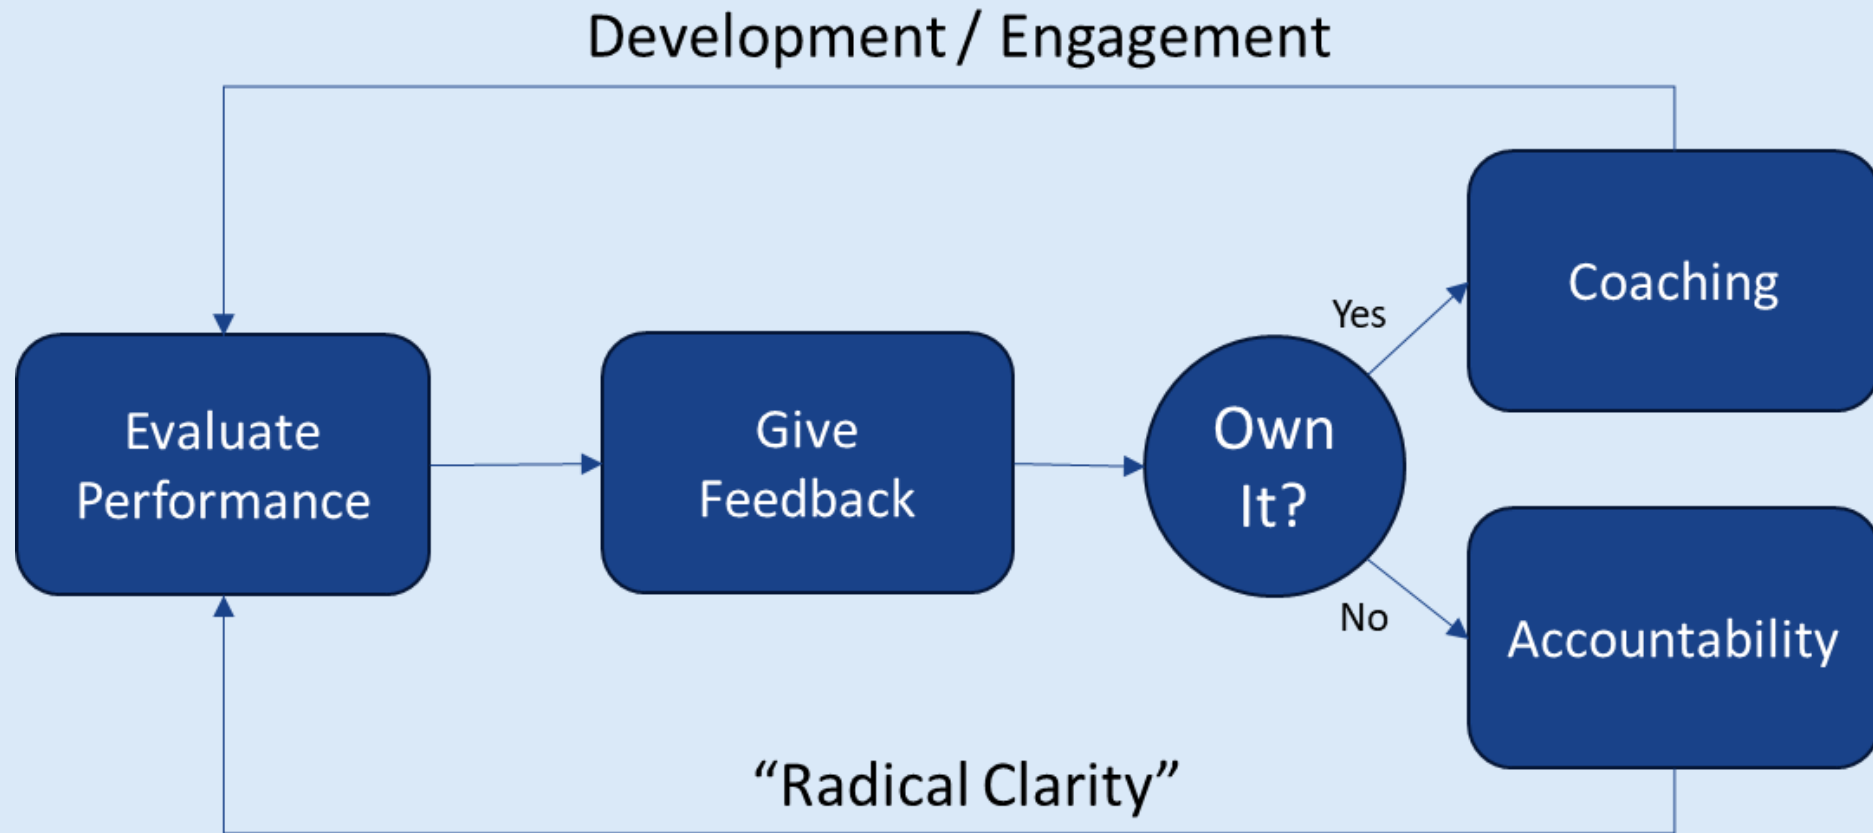 Development / Engagement
Evaluate
Performance
Give
Feedback
Own
It?
Yes
No
Coaching
Accountability
“Radical Clarity”